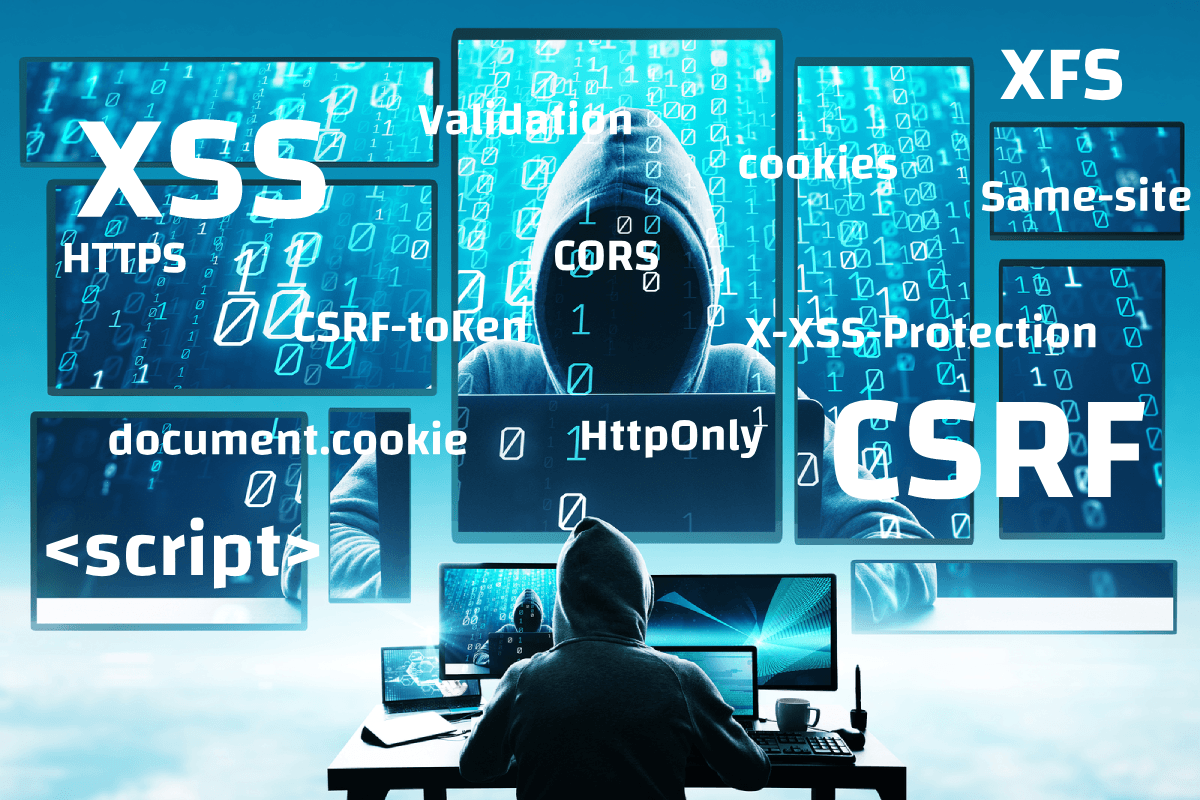 XFS
Validation
XSS
cookies
Same-site
HTTPS
CORS
CSRF-token
X-XSS-Protection
document.cookie
HttpOnly
CSRF
<script>